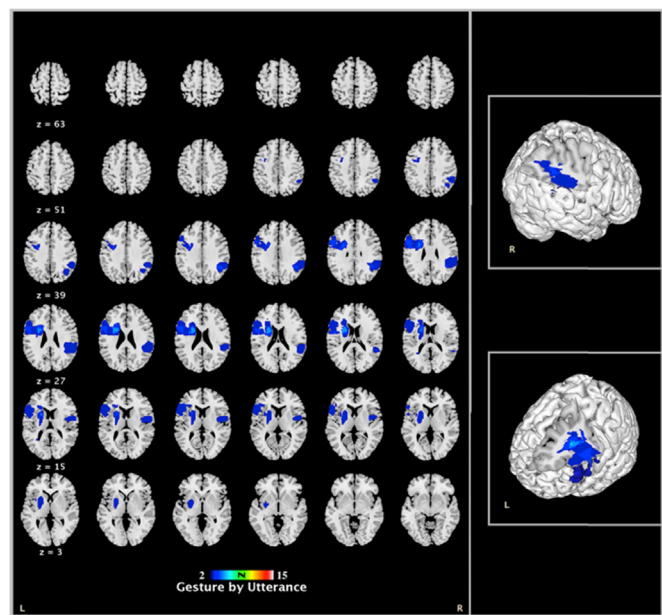 z = 63
z = 51
R
z = 39
z = 27
z = 15
L
z = 3
2 N 15
Gesture by Utterance
L R